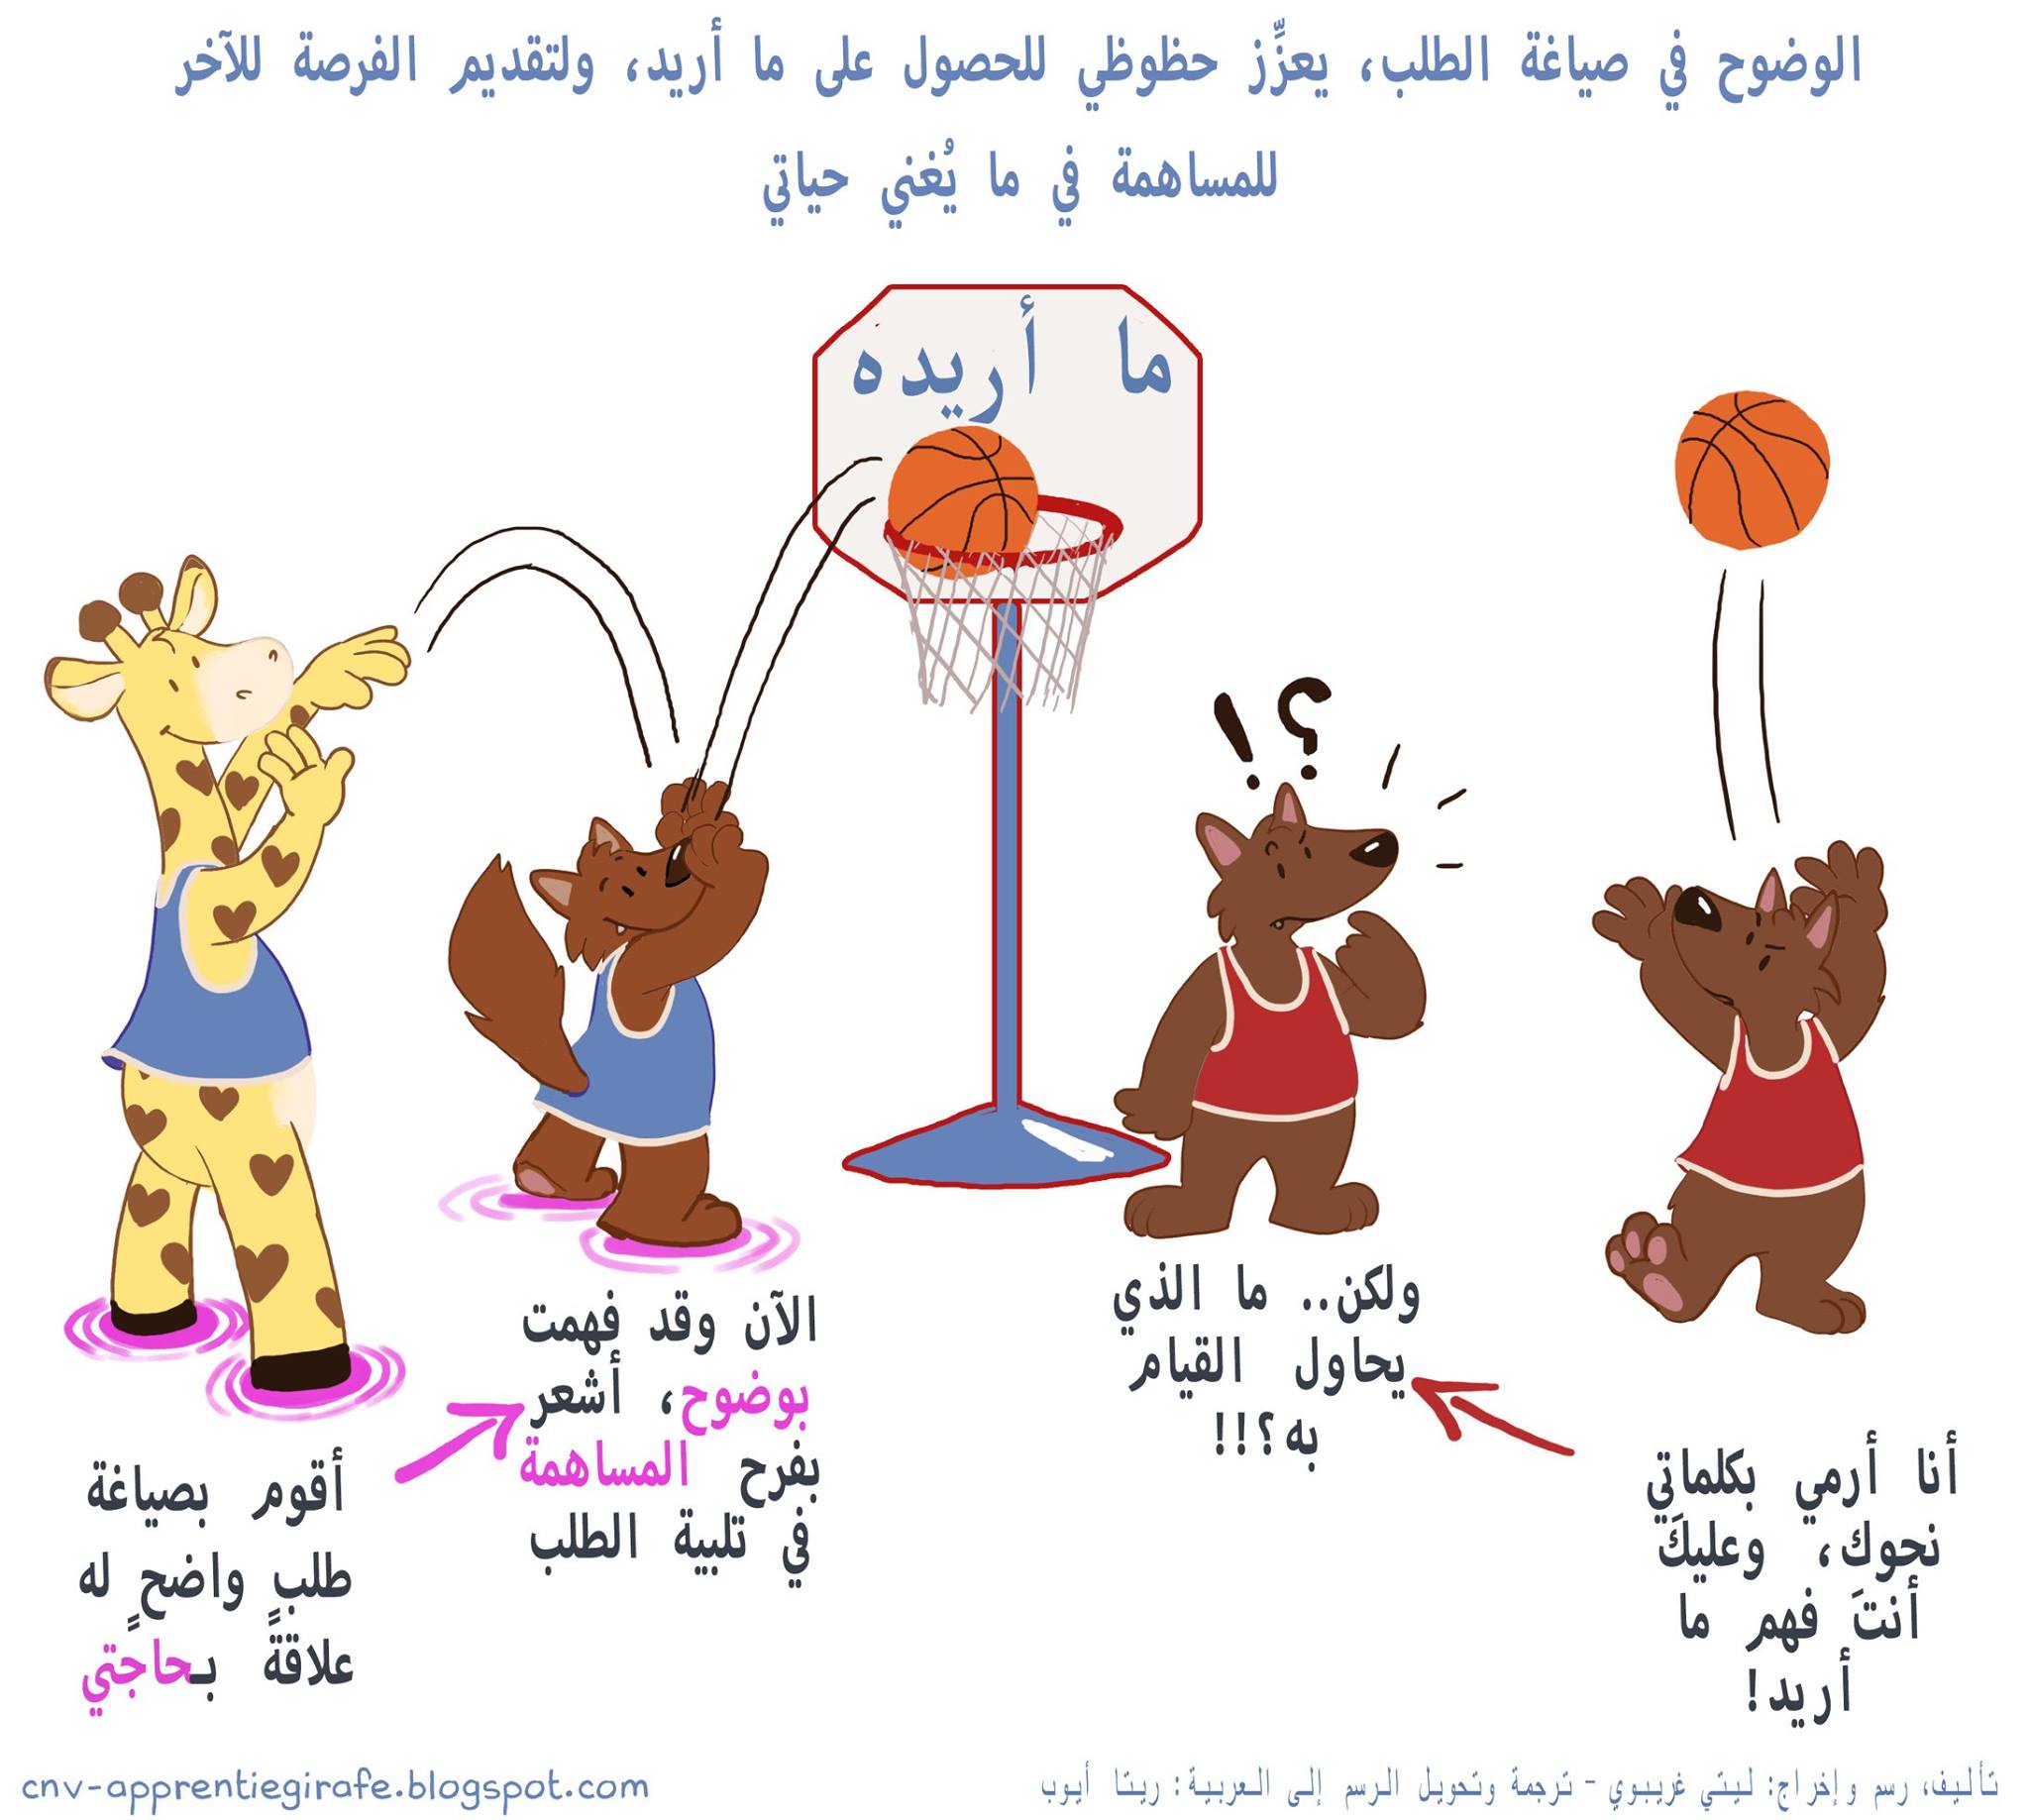 الوضوح في صياغة الطلب، يعزِّز حظوظي للحصول على ما أريد، ولتقديم الفرصة للآخر
للمساهمة في ما يُغني حياتي
ما أريده
!؟
أنا أرمي بكلماتي
نحوك، وعليكَ
أنتَ فهم ما
أريد!
ولكن.. ما الذي
يحاول القيام
به؟!!
الآن وقد فهمت
بوضوح، أشعر
بفرح المساهمة
في تلبية الطلب
أقوم بصياغة
طلبٍ واضحٍ له
علاقةً بـحاجتي
تأليف، رسم وإخراج: ليتي غريبوي - ترجمة وتحويل الرسم إلى العربية: ريتا أيوب
cnv-apprentiegirafe.blogspot.com